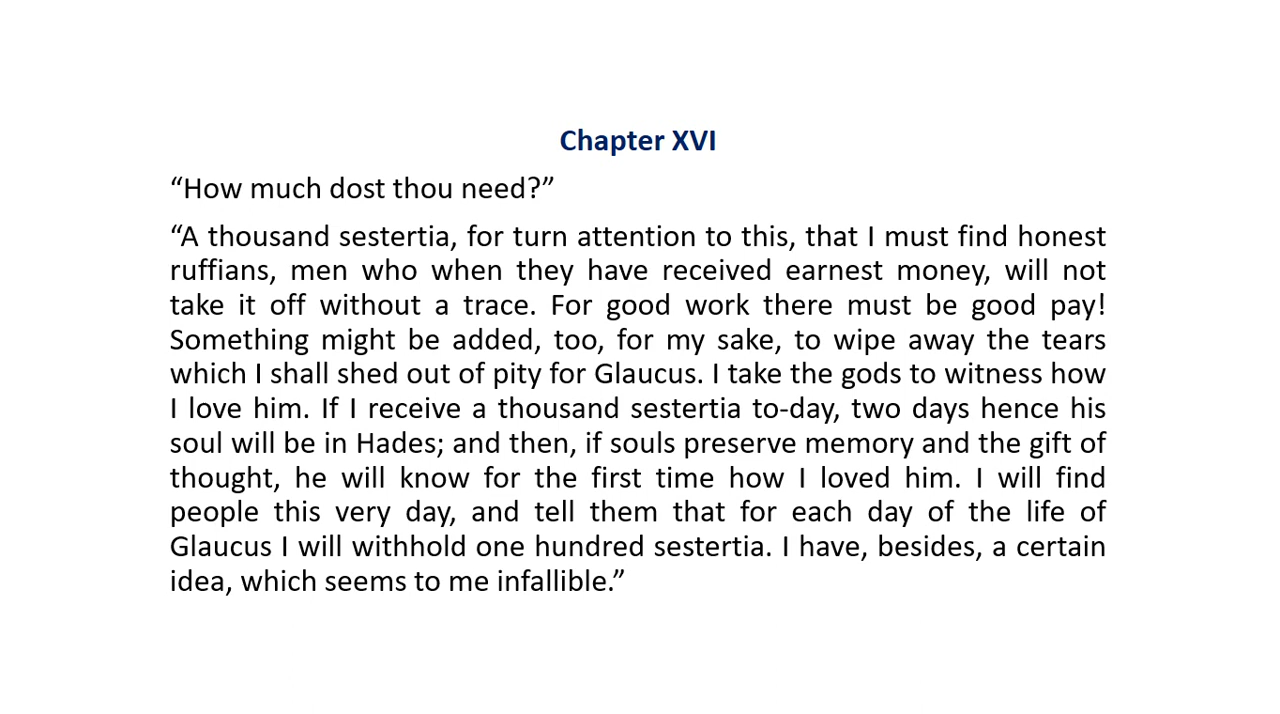 Chapter XVI
“How much dost thou need?”
“A thousand sestertia, for turn attention to this, that I must find honest
ruffians, men who when they have received earnest money, will not
take it off without a trace. For good work there must be good pay!
Something might be added, too, for my sake, to wipe away the tears
which I shall shed out of pity for Glaucus. I take the gods to witness how
I love him. If I receive a thousand sestertia to-day, two days hence his
soul will be in Hades; and then, if souls preserve memory and the gift of
thought, he will know for the first time how I loved him. I will find
people this very day, and tell them that for each day of the life of
Glaucus I will withhold one hundred sestertia. I have, besides, a certain
idea, which seems to me infallible.”